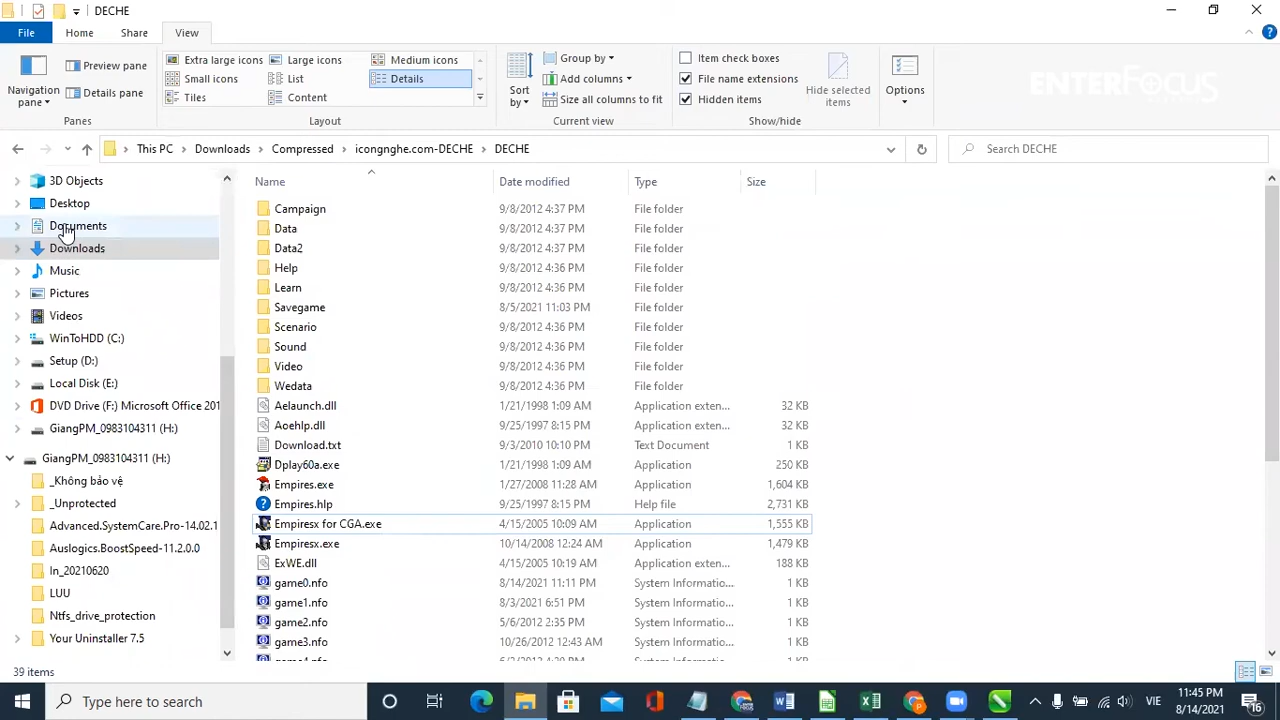 DECHE
File
Home
Share
View
Navigation pane
Preview pane
Details pane
Panes
Extra large icons
Large icons
Medium icons
Small icons
List
Details
Tiles
Content
Layout
Sort by
Group by
Add columns
Size all columns to fit
Current view
Item check boxes
File name extensions
Hidden items
Hide selected items
Show/hide
Options
ENTERFOCUS
This PC > Downloads > Compressed > icongnghe.com-DECHE > DECHE
Search DECHE
3D Objects
Desktop
Documents
Downloads
Music
Pictures
Videos
WinToHDD (C:)
Setup (D:)
Local Disk (E:)
DVD Drive (F:) Microsoft Office 201
GiangPM_0983104311 (H:)
GiangPM_0983104311 (H:)
_Không bảo vệ
_Unprotected
Advanced.SystemCare.Pro-14.02.1
Auslogics.BoostSpeed-11.2.0.0
In_20210620
LUU
Ntfs_drive_protection
Your Uninstaller 7.5
Name Date modified Type Size
Campaign 9/8/2012 4:37 PM File folder
Data 9/8/2012 4:37 PM File folder
Data2 9/8/2012 4:37 PM File folder
Help 9/8/2012 4:36 PM File folder
Learn 9/8/2012 4:36 PM File folder
Savegame 8/5/2021 11:03 PM File folder
Scenario 9/8/2012 4:36 PM File folder
Sound 9/8/2012 4:36 PM File folder
Video 9/8/2012 4:36 PM File folder
Wedata 9/8/2012 4:36 PM File folder
Aelaunch.dll 1/21/1998 1:09 AM Application exten... 32 KB
Aoehlp.dll 9/25/1997 8:15 PM Application exten... 32 KB
Download.txt 9/3/2010 10:10 PM Text Document 1 KB
Dplay60a.exe 1/21/1998 1:09 AM Application 250 KB
Empires.exe 1/27/2008 11:28 AM Application 1,604 KB
Empires.hlp 9/25/1997 8:15 PM Help file 2,731 KB
Empiresx for CGA.exe 4/15/2005 10:09 AM Application 1,555 KB
Empiresx.exe 10/14/2008 12:24 AM Application 1,479 KB
ExWE.dll 4/15/2005 10:19 AM Application exten... 188 KB
game0.nfo 8/14/2021 11:11 PM System Informatio... 1 KB
game1.nfo 8/3/2021 6:51 PM System Informatio... 1 KB
game2.nfo 5/6/2012 2:35 PM System Informatio... 1 KB
game3.nfo 10/26/2012 12:43 AM System Informatio... 1 KB
39 items
Type here to search
VIE
11:45 PM
8/14/2021
16